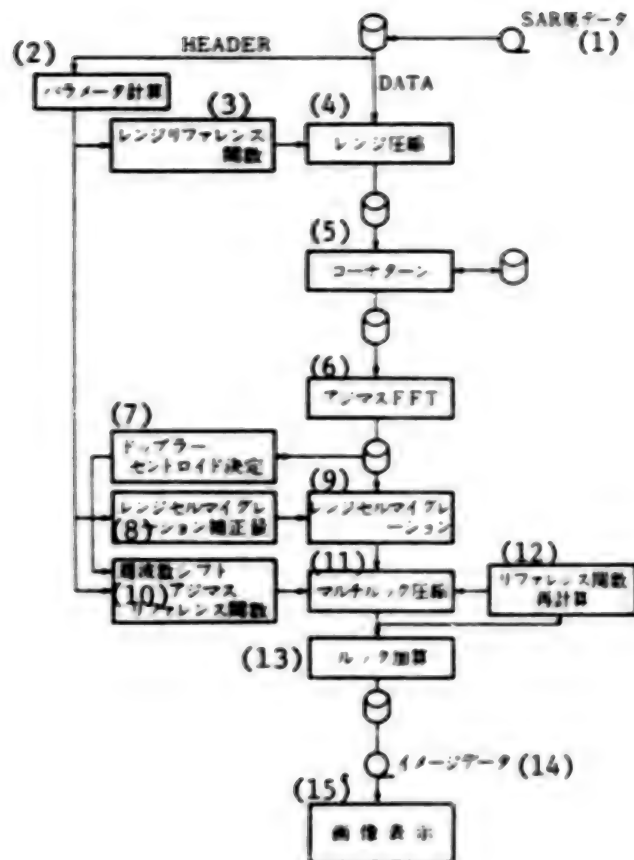 SAR原データ
(1)
HEADER
(2)
DATA
パラメータ計算
(3)
(4)
レンジリファレンス
関数
レンジ圧縮
(5)
コーナターン
(6)
アジマスFFT
(7)
ドップラー
セントロイド決定
(9)
レンジセルマイグレ
ーション補正量
(8)
レンジセルマイグレ
ーション
(12)
(11)
周波数シフト
アジマス
リファレンス関数
(10)
マルチルック圧縮
リファレンス関数
再計算
(13)
ルック加算
イメージデータ (14)
(15)
画像表示